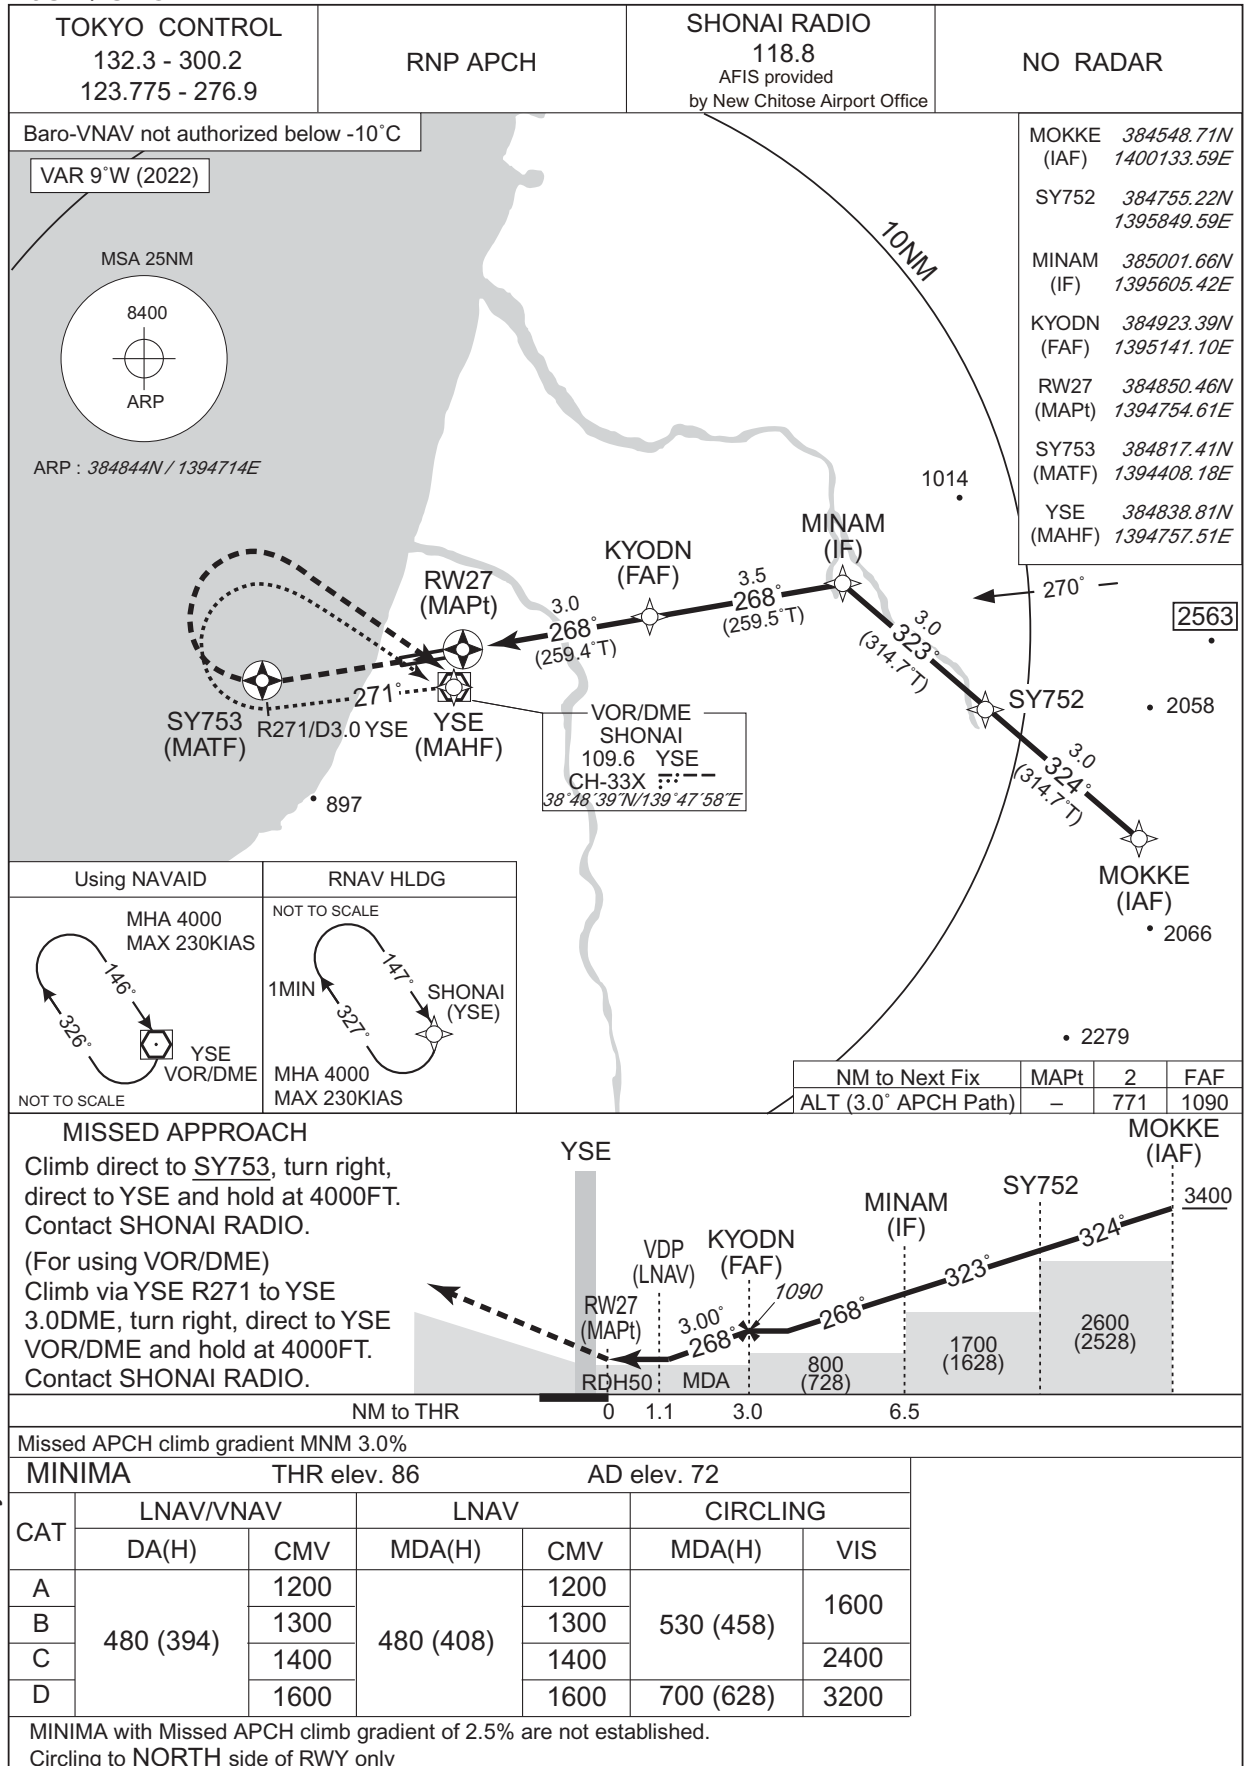 TOKYO CONTROL
132.3 - 300.2
123.775 - 276.9
RNP APCH
SHONAI RADIO
118.8
AFIS provided
by New Chitose Airport Office
NO RADAR
Baro-VNAV not authorized below -10˚C
VAR 9˚W (2022)
MSA 25NM
8400
ARP
ARP : 384844N / 1394714E
10NM
MOKKE 384548.71N
(IAF) 1400133.59E
SY752 384755.22N
1395849.59E
MINAM 385001.66N
(IF) 1395605.42E
KYODN 384923.39N
(FAF) 1395141.10E
RW27 384850.46N
(MAPt) 1394754.61E
SY753 384817.41N
(MATF) 1394408.18E
YSE 384838.81N
(MAHF) 1394757.51E
1014
MINAM
(IF)
KYODN
(FAF)
RW27
(MAPt)
3.5
268˚
(259.5˚T)
3.0
268˚
(259.4˚T)
270˚
2563
3.0
323˚
(314.7˚T)
SY752
2058
3.0
324˚
(314.7˚T)
MOKKE
(IAF)
2066
2279
271˚
SY753
(MATF)
R271/D3.0 YSE
YSE
(MAHF)
VOR/DME
SHONAI
109.6 YSE
CH-33X
38˚48´39˝N/139˚47´58˝E
897
Using NAVAID
MHA 4000
MAX 230KIAS
146˚
326˚
YSE
VOR/DME
NOT TO SCALE
RNAV HLDG
NOT TO SCALE
147˚
1MIN
327˚
SHONAI
(YSE)
MHA 4000
MAX 230KIAS
NM to Next Fix MAPt 2 FAF
ALT (3.0˚ APCH Path) – 771 1090
MISSED APPROACH
Climb direct to SY753, turn right,
direct to YSE and hold at 4000FT.
Contact SHONAI RADIO.
(For using VOR/DME)
Climb via YSE R271 to YSE
3.0DME, turn right, direct to YSE
VOR/DME and hold at 4000FT.
Contact SHONAI RADIO.
YSE
MOKKE
(IAF)
SY752
3400
MINAM
(IF)
KYODN
(FAF)
VDP
(LNAV)
RW27
(MAPt)
324˚
323˚
268˚
1090
3.00˚
268˚
2600
(2528)
1700
(1628)
800
(728)
MDA
RDH50
NM to THR 0 1.1 3.0 6.5
Missed APCH climb gradient MNM 3.0%
MINIMA THR elev. 86 AD elev. 72
CAT LNAV/VNAV LNAV CIRCLING
DA(H) CMV MDA(H) CMV MDA(H) VIS
A 1200 1200 1600
B 480 (394) 1300 480 (408) 1300 530 (458)
C 1400 1400 2400
D 1600 1600 700 (628) 3200
MINIMA with Missed APCH climb gradient of 2.5% are not established.
Circling to NORTH side of RWY only